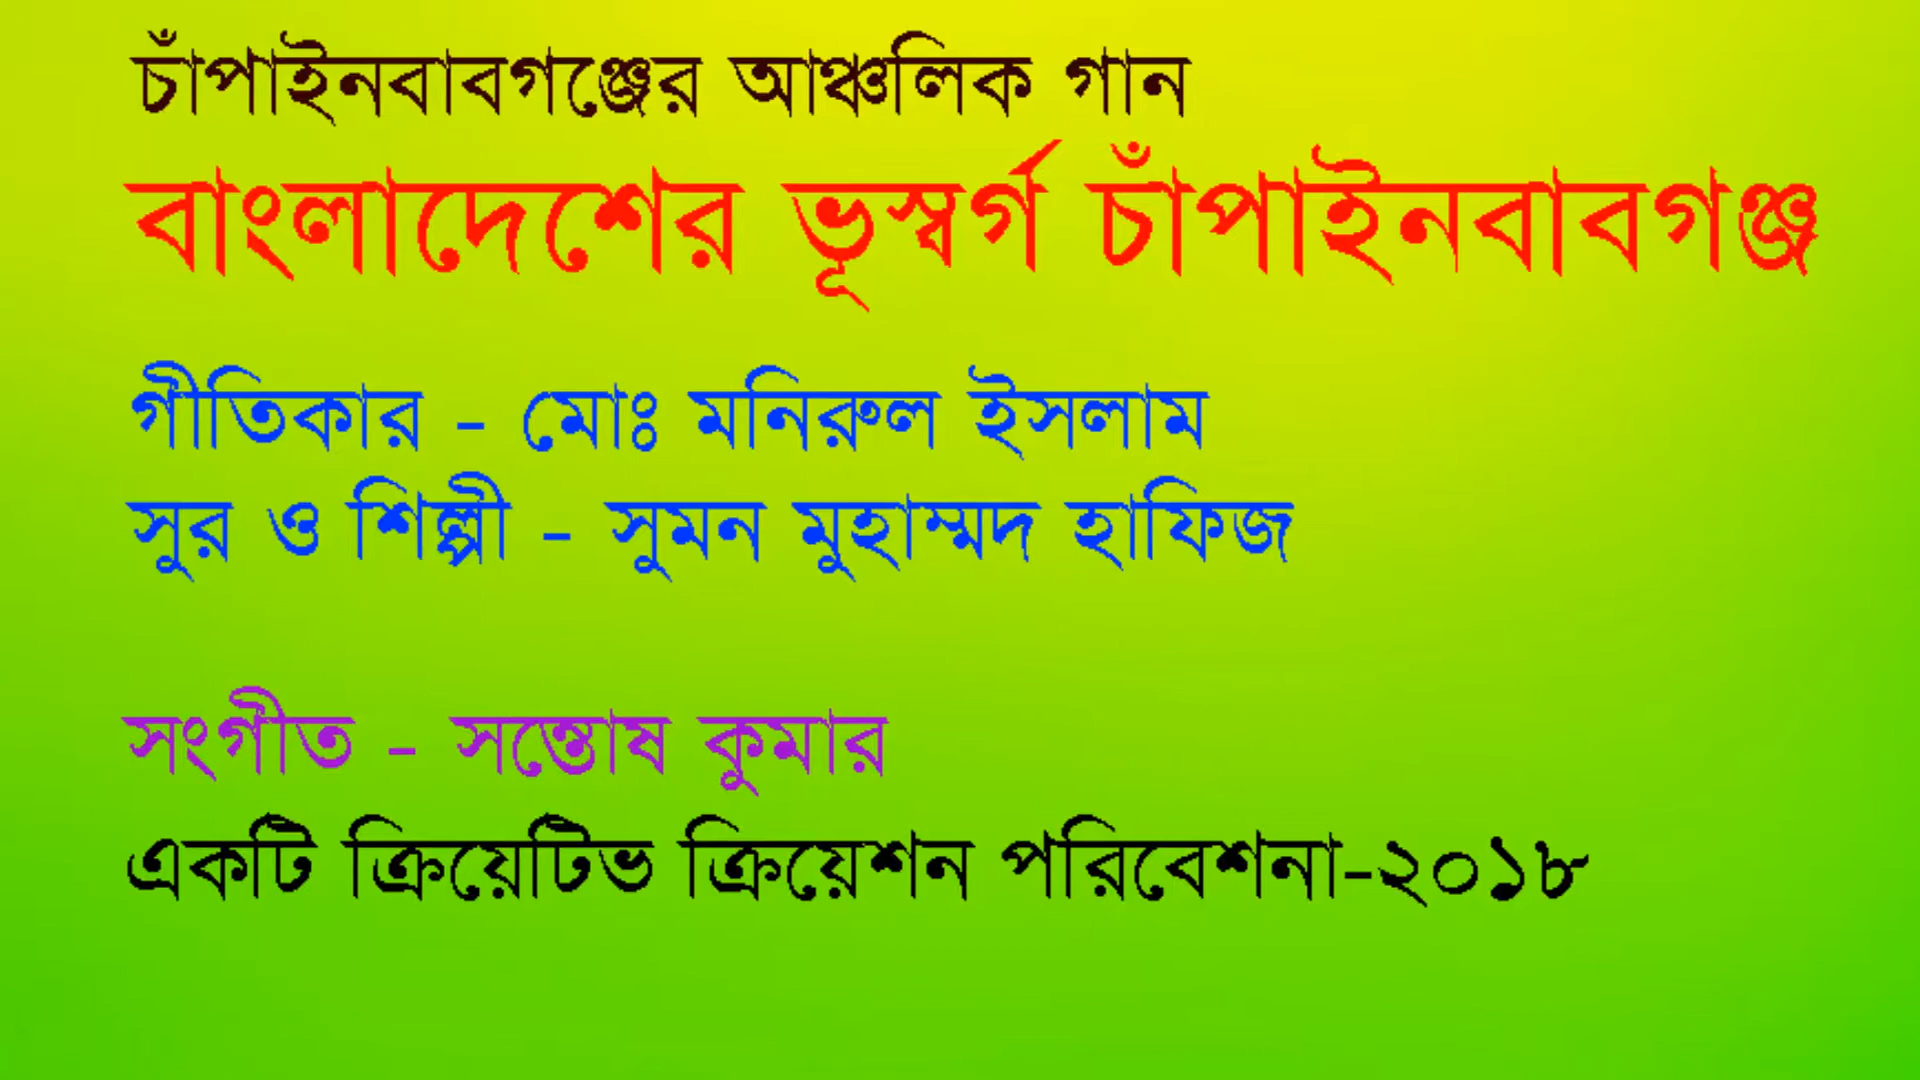 চাঁপাইনবাবগঞ্জের আঞ্চলিক গান
বাংলাদেশের ভূস্বর্গ চাঁপাইনবাবগঞ্জ
গীতিকার - মোঃ মনিরুল ইসলাম
সুর ও শিল্পী - সুমন মুহাম্মদ হাফিজ
সংগীত - সন্তোষ কুমার
একটি ক্রিয়েটিভ ক্রিয়েশন পরিবেশনা-২০১৮